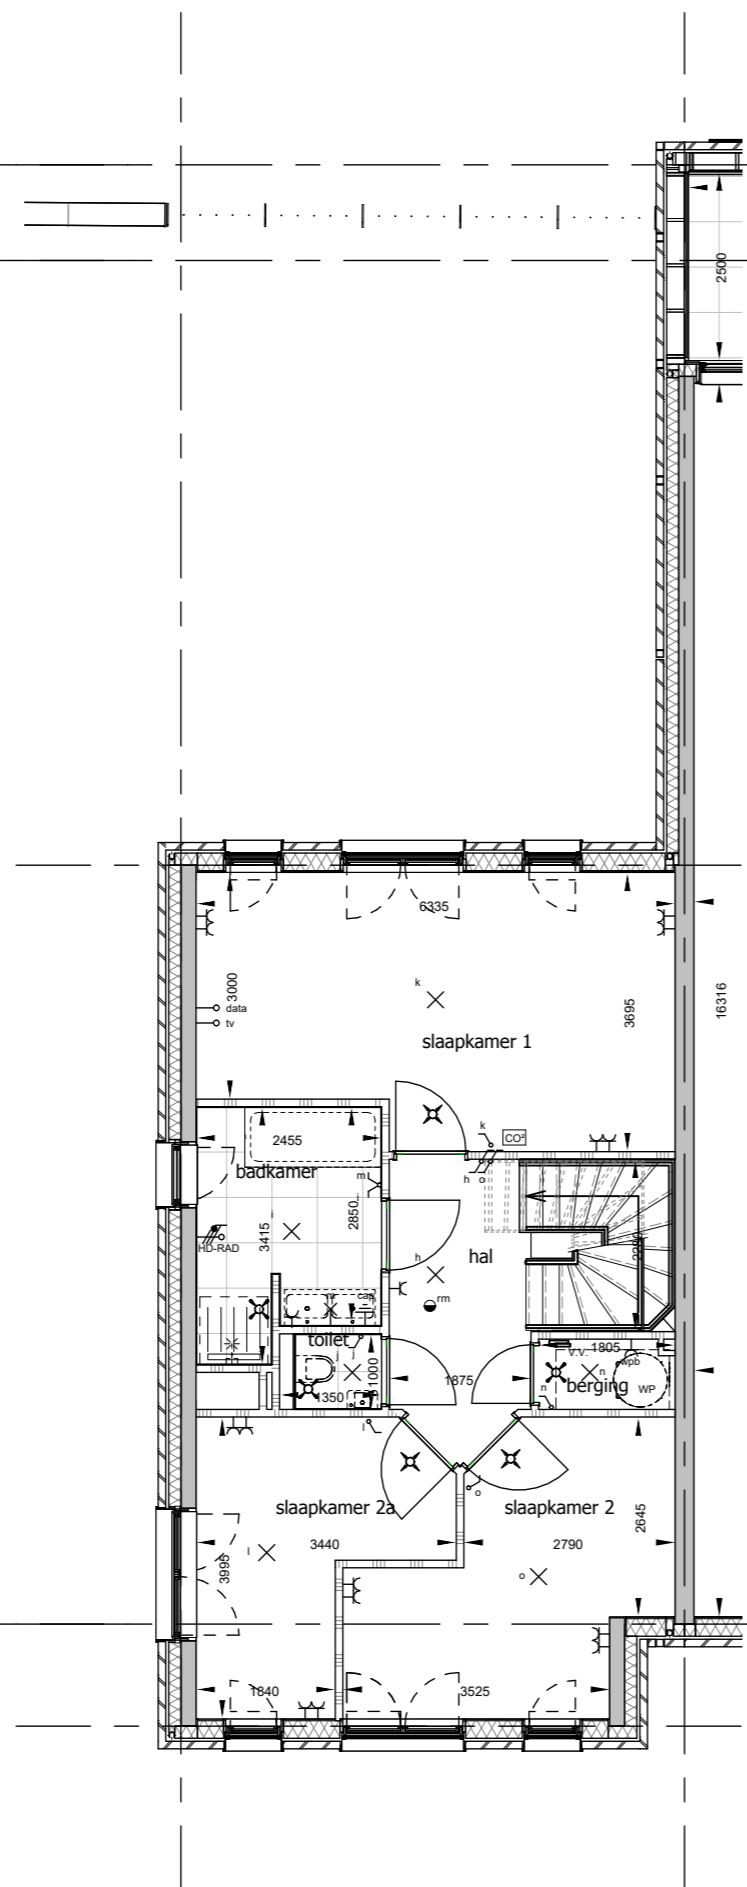 2500
6335
k
3000
data
tv
slaapkamer 1
3695
16316
k
CO²
h
o
2455
badkamer
m
i
i
2850
3415
HD-RAD
h
hal
rm
cap
toilet
1000
1350
1875
V.V.
1805
wpb
n
berging
WP
n
l
slaapkamer 2a
slaapkamer 2
o
2645
3440
2790
l
3995
o
1840
3525